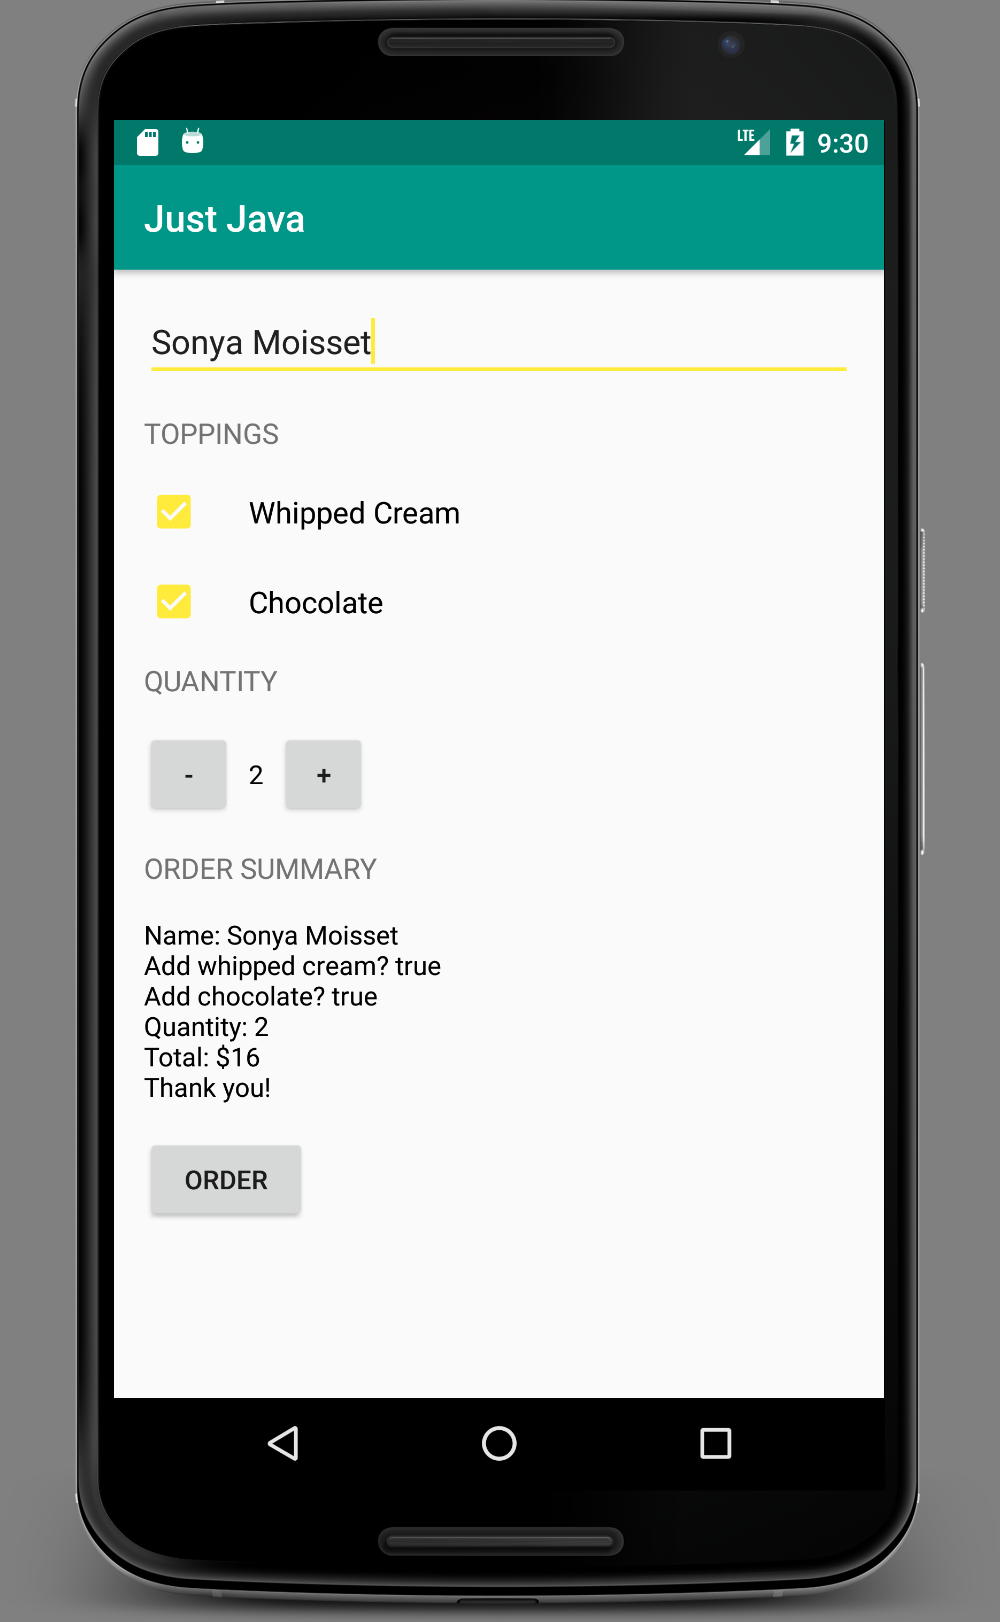 LTE 9:30
Just Java
Sonya Moisset
TOPPINGS
Whipped Cream
Chocolate
QUANTITY
- 2 +
ORDER SUMMARY
Name: Sonya Moisset
Add whipped cream? true
Add chocolate? true
Quantity: 2
Total: $16
Thank you!
ORDER